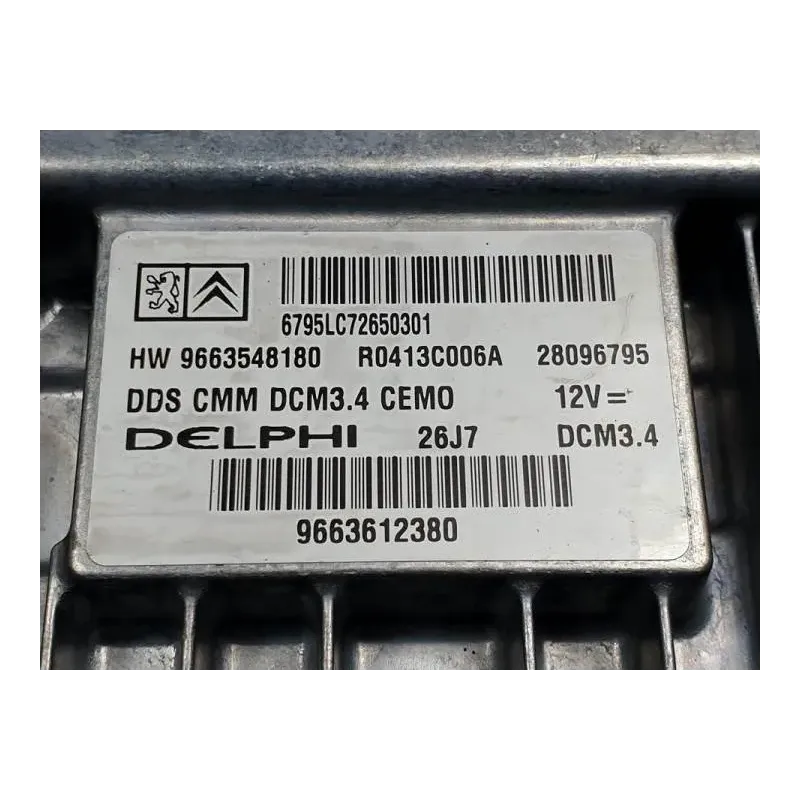 6795LC72650301
HW 9663548180 R0413C006A 28096795
DDS CMM DCM3.4 CEMO 12V=
DELPHI 26J7 DCM3.4
9663612380